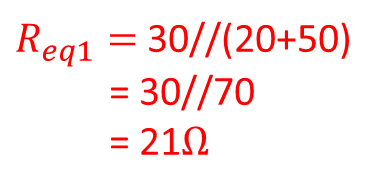 R_eq1 = 30//(20+50)
= 30//70
= 21Ω